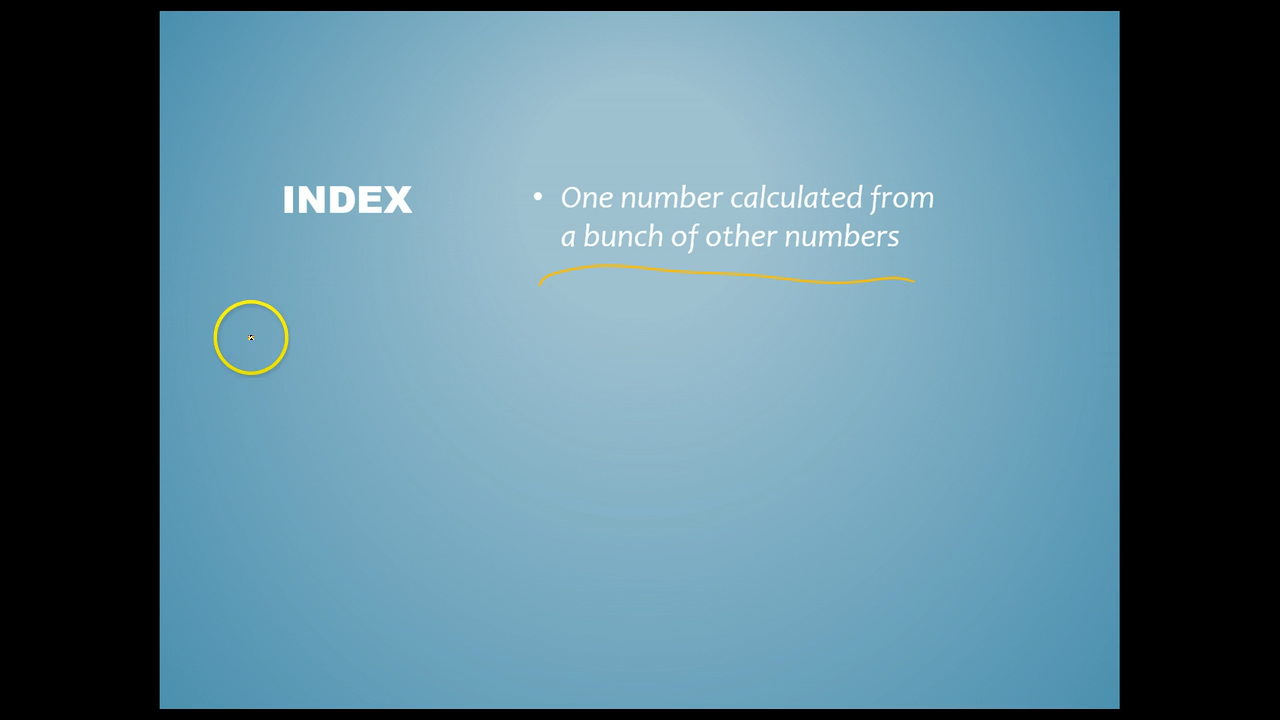 INDEX
• One number calculated from
a bunch of other numbers